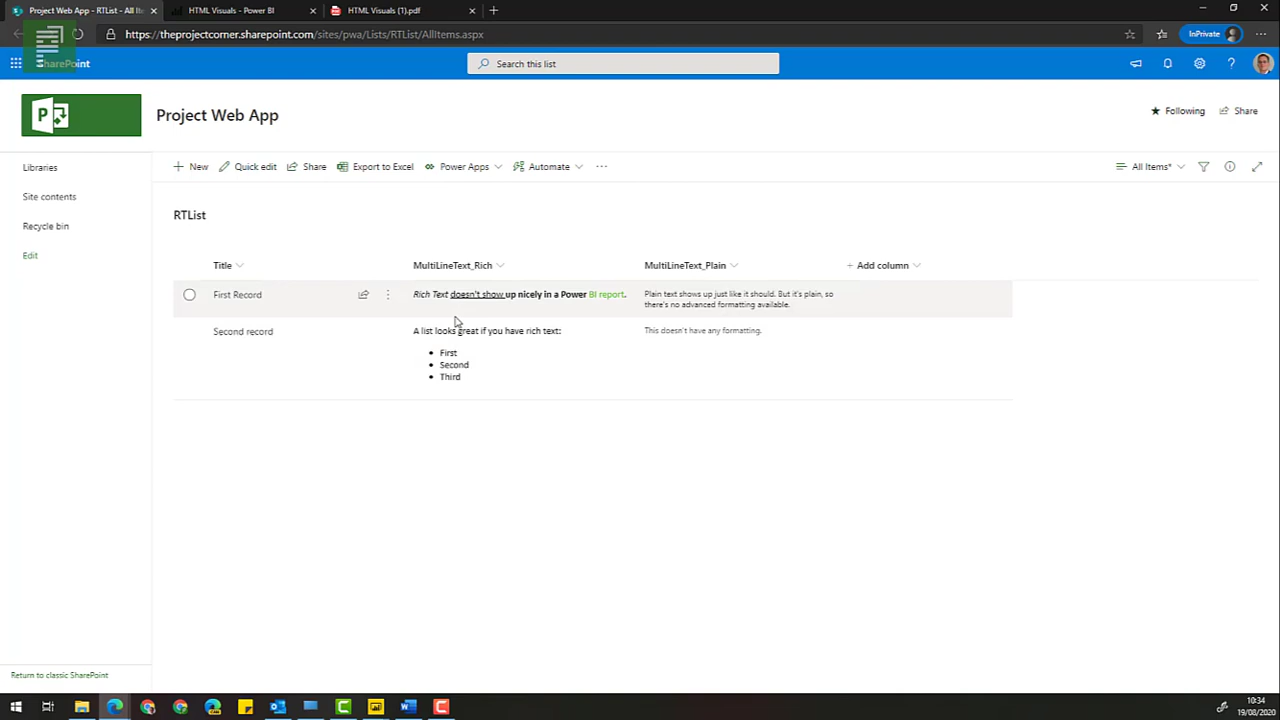 Project Web App - RTList - All Iten
HTML Visuals - Power BI
HTML Visuals (1).pdf
https://theprojectcorner.sharepoint.com/sites/pwa/Lists/RTList/AllItems.aspx
InPrivate
SharePoint
Search this list
Project Web App
Following
Share
Libraries
Site contents
Recycle bin
Edit
New
Quick edit
Share
Export to Excel
Power Apps
Automate
All Items*
RTList
Title
MultiLineText_Rich
MultiLineText_Plain
Add column
First Record
Rich Text doesn't show up nicely in a Power BI report.
Plain text shows up just like it should. But it's plain, so
there's no advanced formatting available.
Second record
A list looks great if you have rich text:
• First
• Second
• Third
This doesn't have any formatting.
Return to classic SharePoint
10:34
19/08/2020